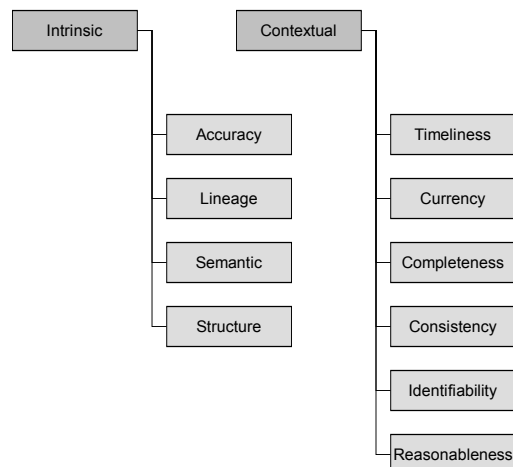 Intrinsic
Contextual
Accuracy
Timeliness
Lineage
Currency
Semantic
Completeness
Structure
Consistency
Identifiability
Reasonableness